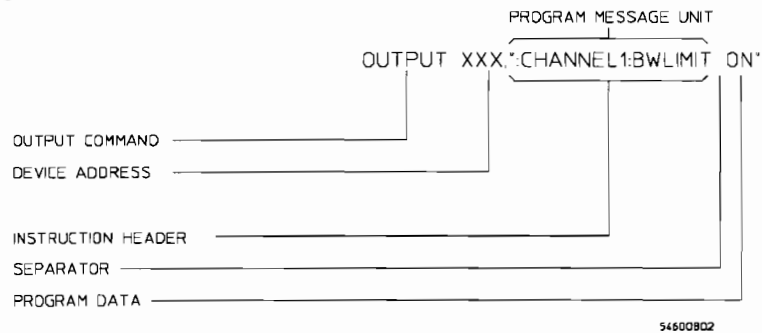 PROGRAM MESSAGE UNIT
OUTPUT XXX,":CHANNEL1:BWLIMIT ON"
OUTPUT COMMAND
DEVICE ADDRESS
INSTRUCTION HEADER
SEPARATOR
PROGRAM DATA
54600B02